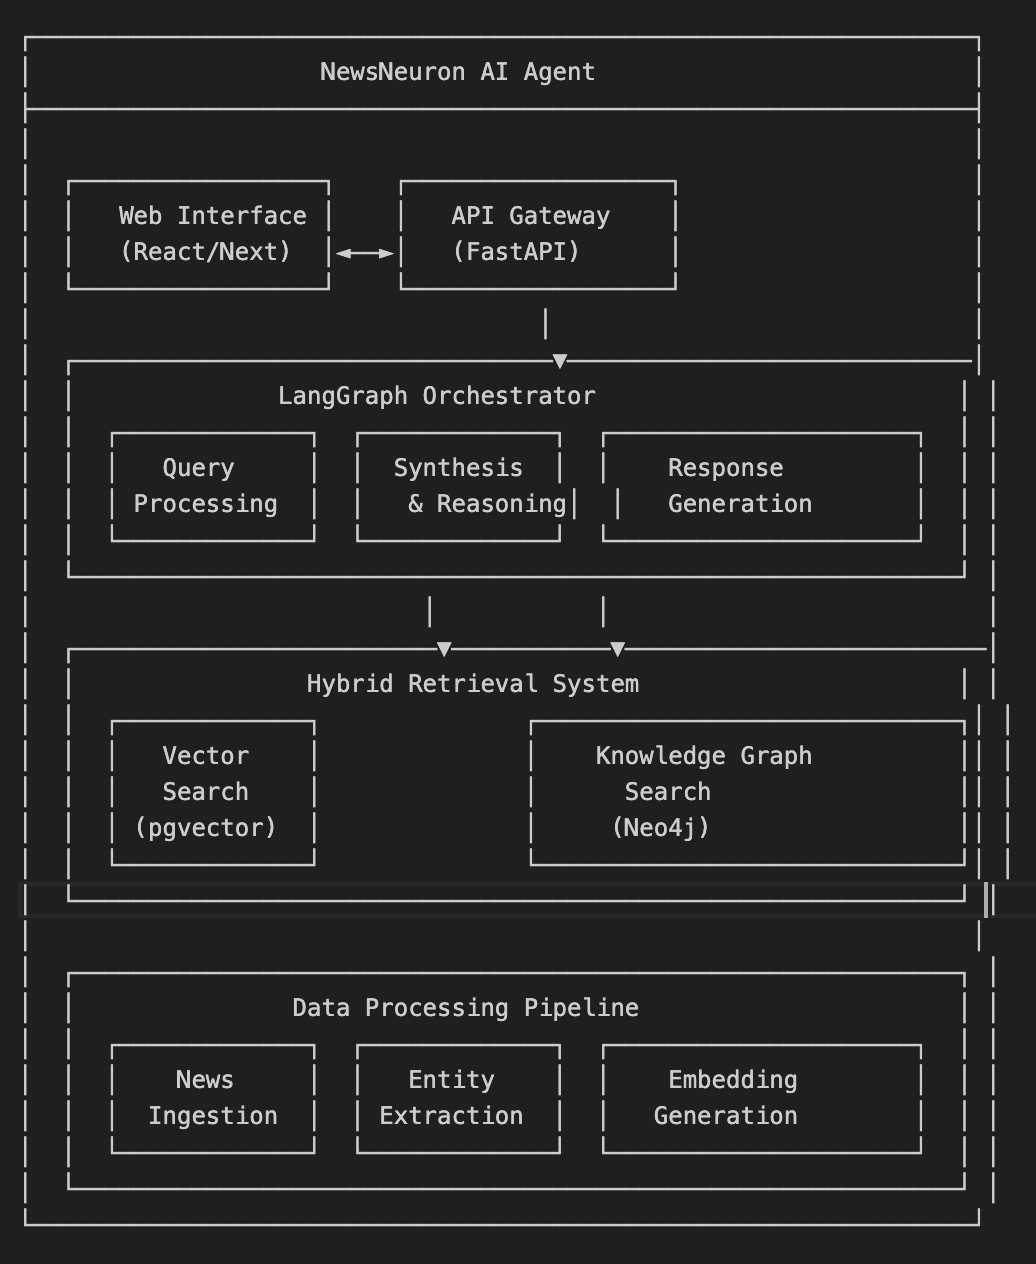 NewsNeuron AI Agent
Web Interface
(React/Next)
API Gateway
(FastAPI)
LangGraph Orchestrator
Query
Processing
Synthesis
& Reasoning
Response
Generation
Hybrid Retrieval System
Vector
Search
(pgvector)
Knowledge Graph
Search
(Neo4j)
Data Processing Pipeline
News
Ingestion
Entity
Extraction
Embedding
Generation